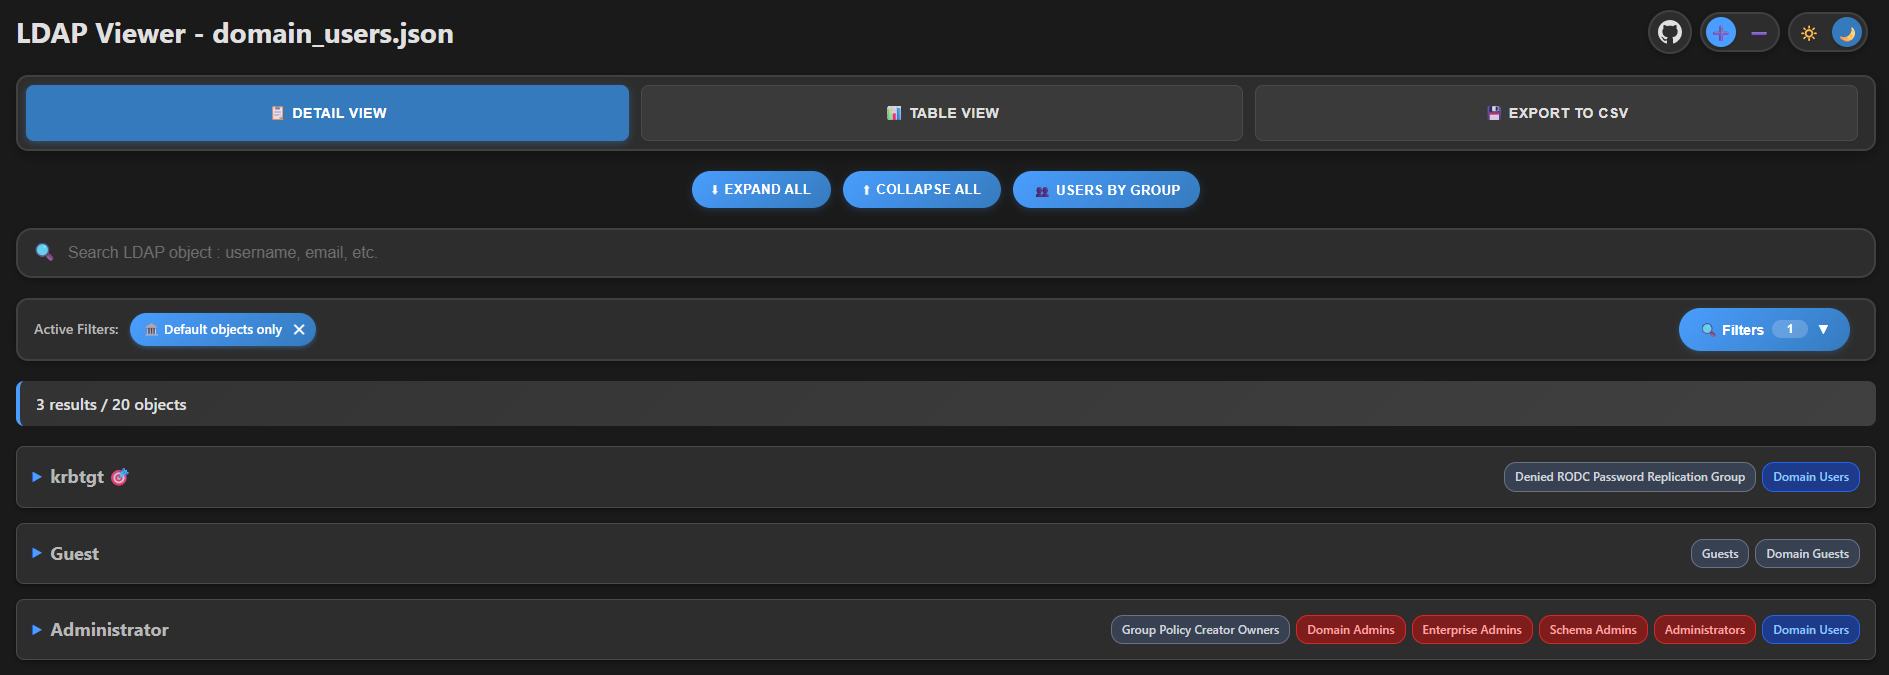 LDAP Viewer - domain_users.json
DETAIL VIEW
TABLE VIEW
EXPORT TO CSV
EXPAND ALL
COLLAPSE ALL
USERS BY GROUP
Search LDAP object : username, email, etc.
Active Filters:
Default objects only ✕
Filters 1 ▼
3 results / 20 objects
krbtgt
Denied RODC Password Replication Group
Domain Users
Guest
Guests
Domain Guests
Administrator
Group Policy Creator Owners
Domain Admins
Enterprise Admins
Schema Admins
Administrators
Domain Users